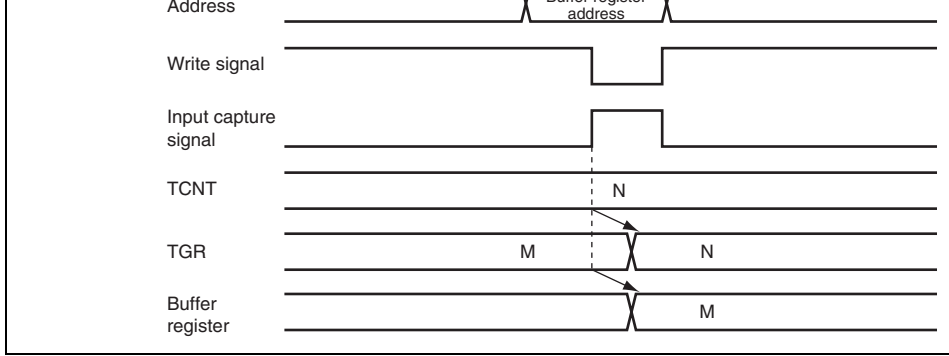 Address
Buffer register
address
Write signal
Input capture
signal
TCNT
N
TGR
M
N
Buffer
register
M